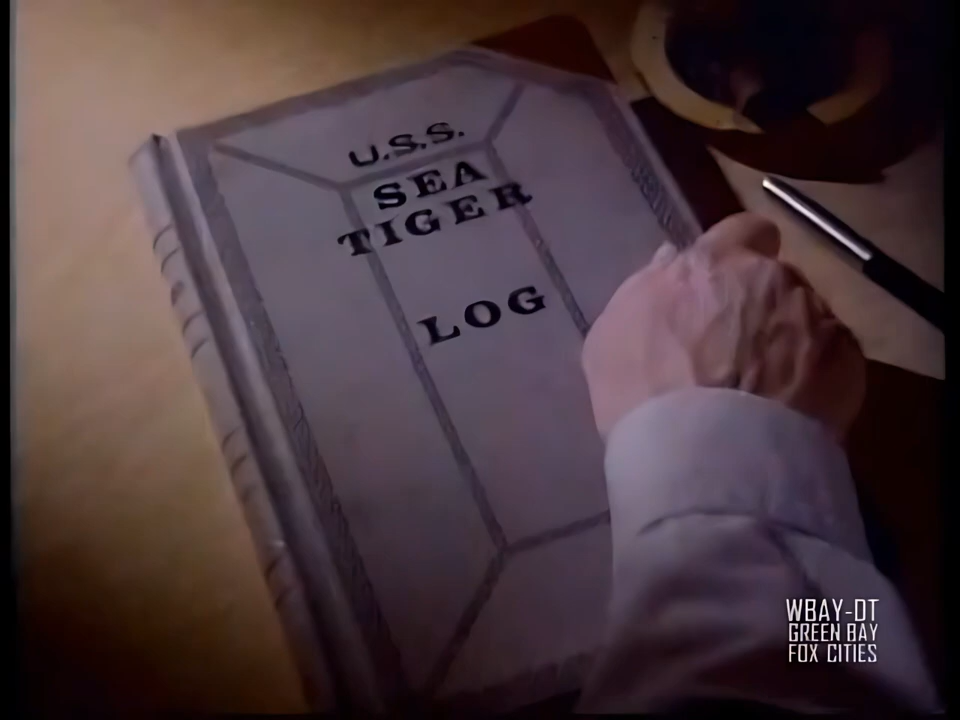 U.S.S.
SEA
TIGER
LOG
WBAY-DT
GREEN BAY
FOX CITIES